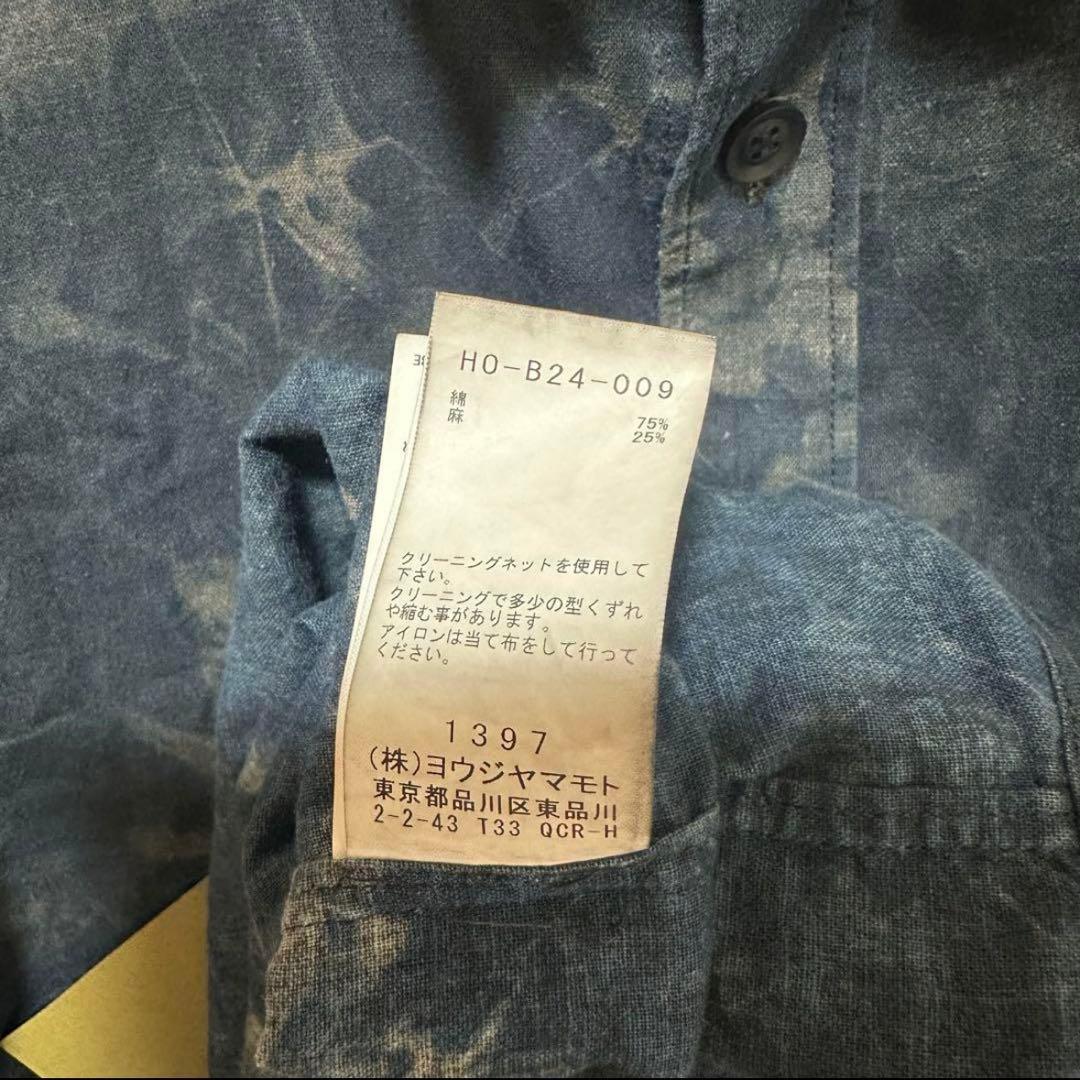 HO-B24-009
綿 75%
麻 25%
クリーニングネットを使用して
下さい。
クリーニングで多少の型くずれ
や縮む事があります。
アイロンは当て布をして行って
ください。
1397
(株)ヨウジヤマモト
東京都品川区東品川
2-2-43 T33 QCR-H